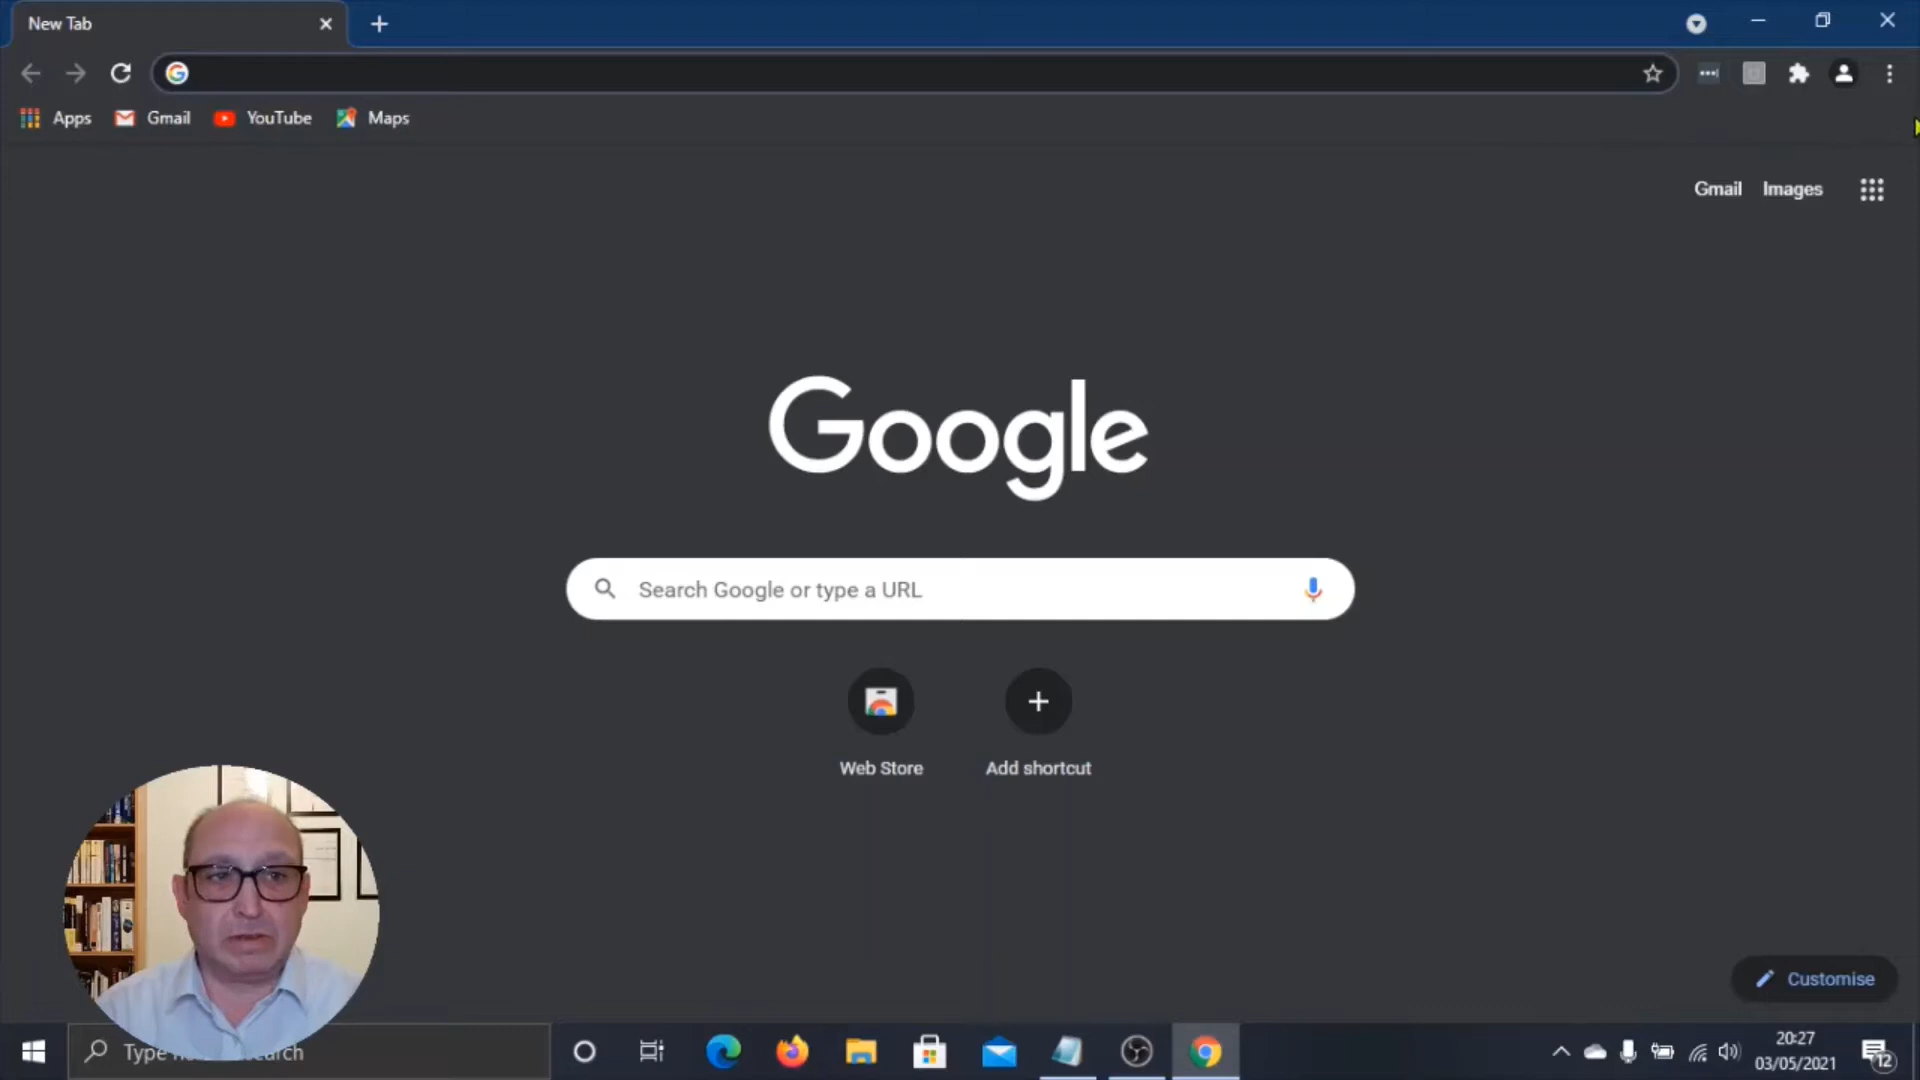 New Tab
Apps
Gmail
YouTube
Maps
Gmail
Images
Google
Search Google or type a URL
Web Store
Add shortcut
Customise
Type
20:27
03/05/2021
12